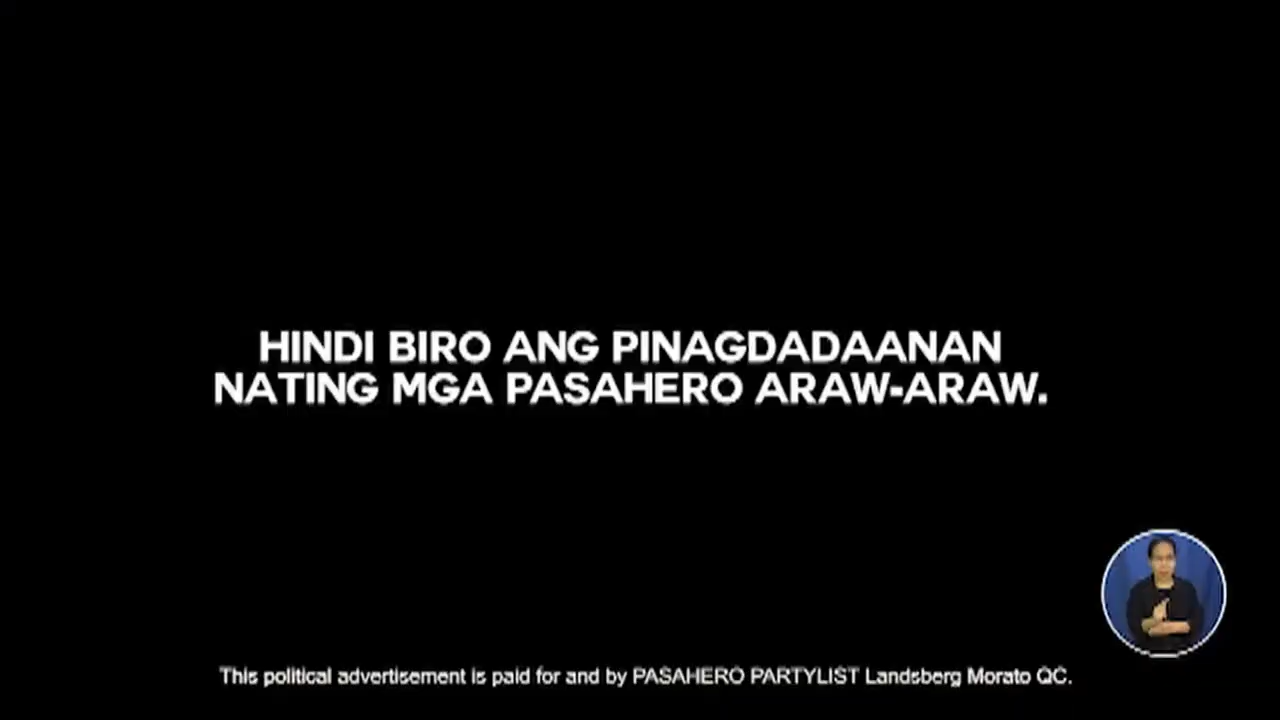 HINDI BIRO ANG PINAGDADAANAN
NATING MGA PASAHERO ARAW-ARAW.
This political advertisement is paid for and by PASAHERO PARTYLIST Landsberg Morato QC.